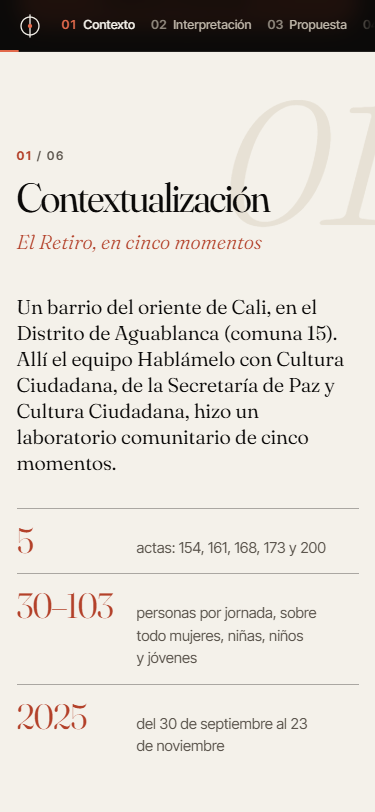 01 Contexto 02 Interpretación 03 Propuesta
01
01 / 06
Contextualización
El Retiro, en cinco momentos
Un barrio del oriente de Cali, en el
Distrito de Aguablanca (comuna 15).
Allí el equipo Hablámelo con Cultura
Ciudadana, de la Secretaría de Paz y
Cultura Ciudadana, hizo un
laboratorio comunitario de cinco
momentos.
5 actas: 154, 161, 168, 173 y 200
30–103 personas por jornada, sobre
todo mujeres, niñas, niños
y jóvenes
2025 del 30 de septiembre al 23
de noviembre